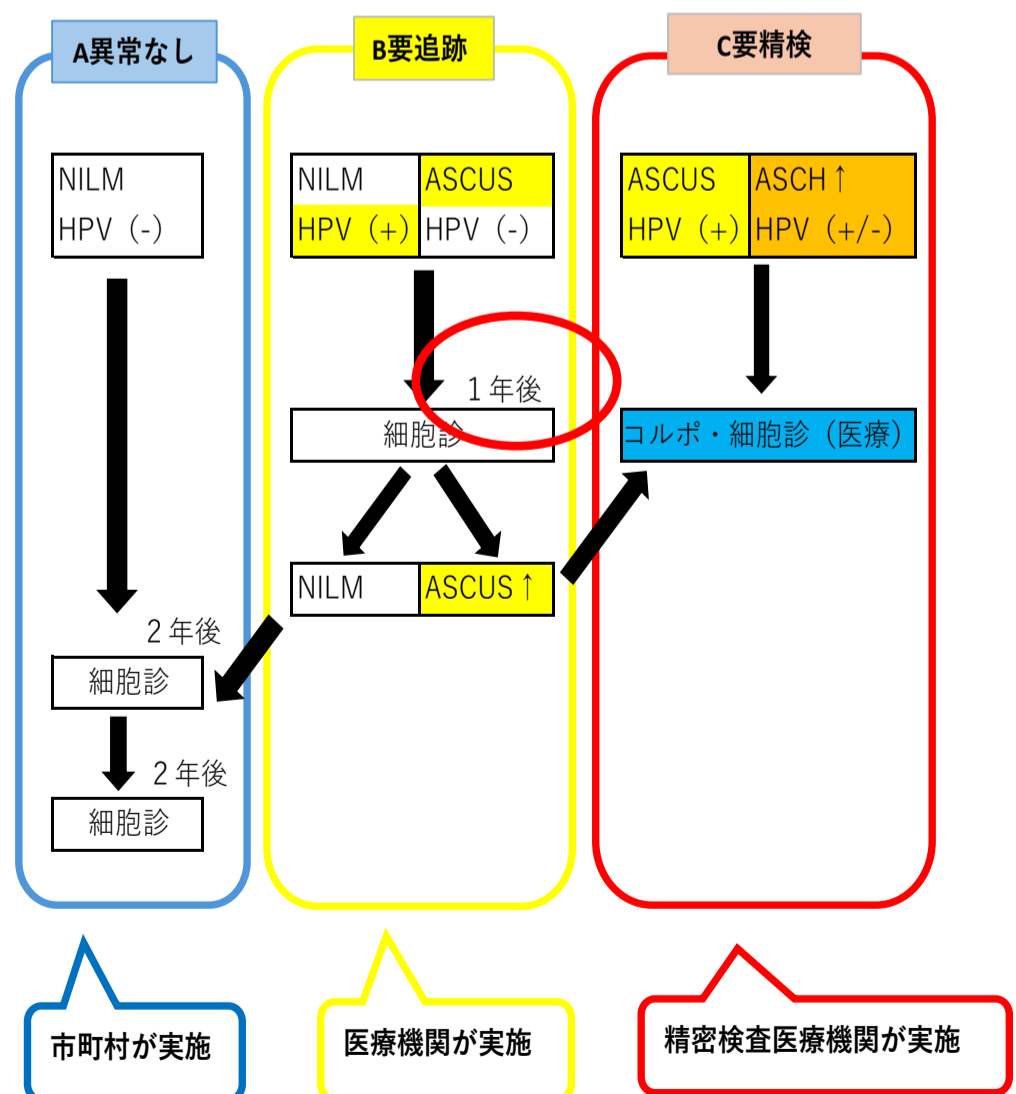 A異常なし
B要追跡
C要精検
NILM
HPV（-）
NILM
HPV（+）
ASCUS
HPV（-）
ASCUS
HPV（+）
ASCH↑
HPV（+/-）
１年後
細胞診
コルポ・細胞診（医療）
NILM
ASCUS↑
２年後
細胞診
２年後
細胞診
市町村が実施
医療機関が実施
精密検査医療機関が実施